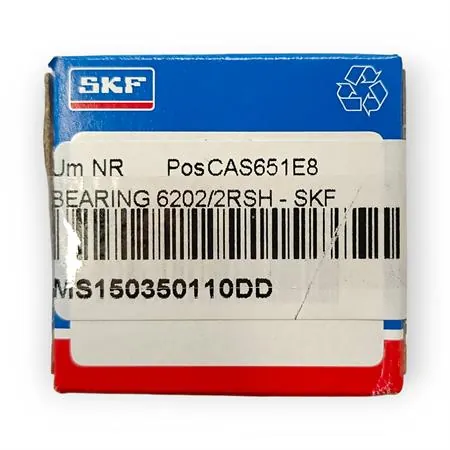 SKF
Um NR PosCAS651E8
BEARING 6202/2RSH - SKF
MS150350110DD